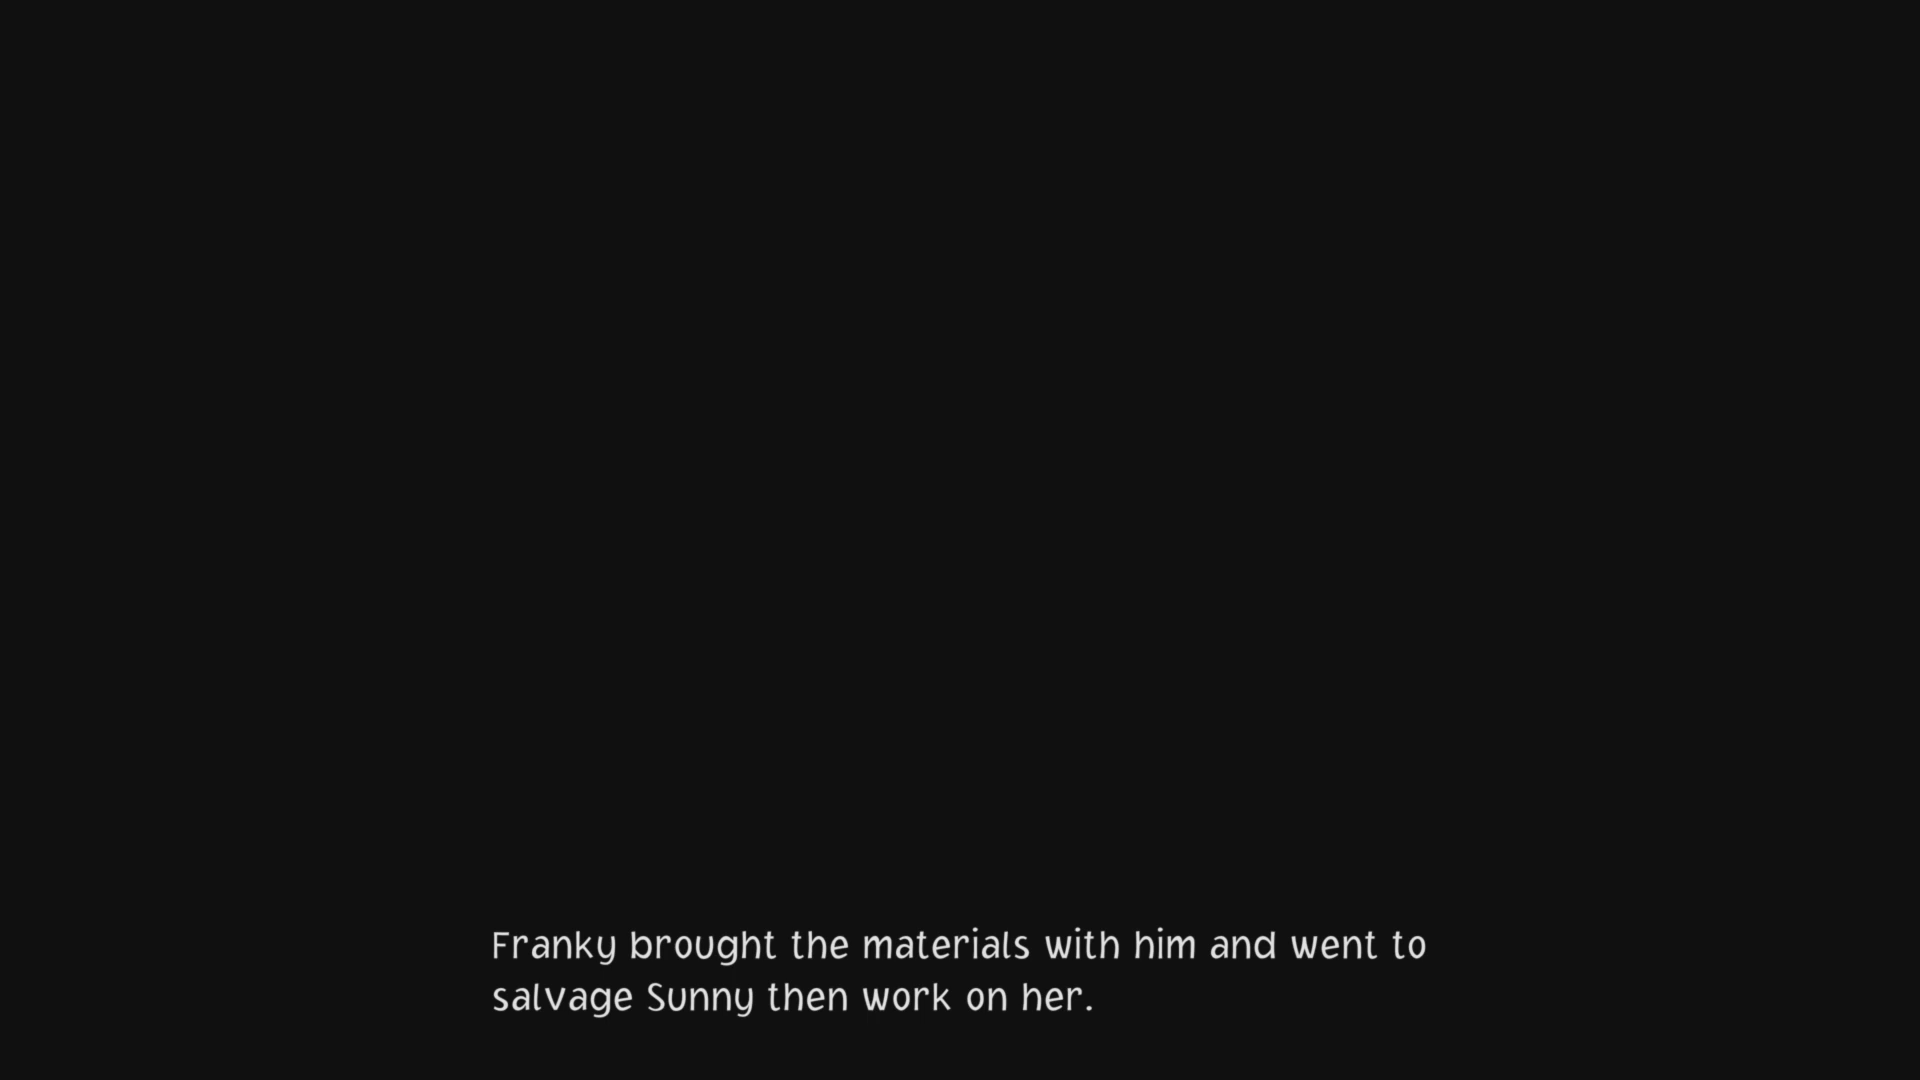 Franky brought the materials with him and went to
salvage Sunny then work on her.